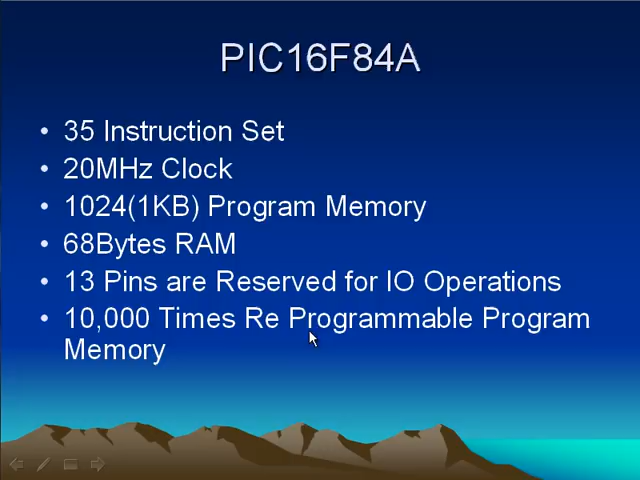 PIC16F84A
• 35 Instruction Set
• 20MHz Clock
• 1024(1KB) Program Memory
• 68Bytes RAM
• 13 Pins are Reserved for IO Operations
• 10,000 Times Re Programmable Program
Memory